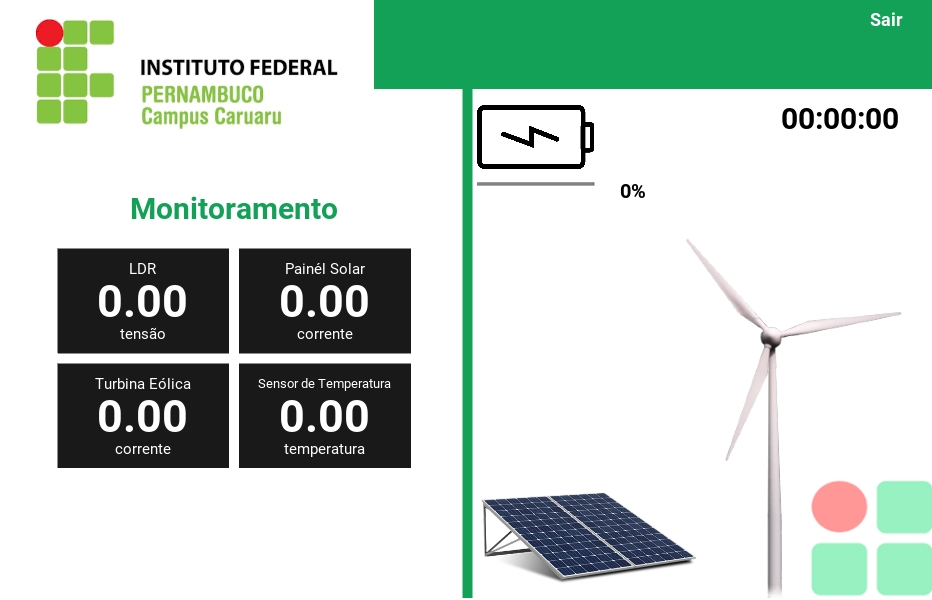 INSTITUTO FEDERAL
PERNAMBUCO
Campus Caruaru
Sair
00:00:00
0%
Monitoramento
LDR
0.00
tensão
Painél Solar
0.00
corrente
Turbina Eólica
0.00
corrente
Sensor de Temperatura
0.00
temperatura